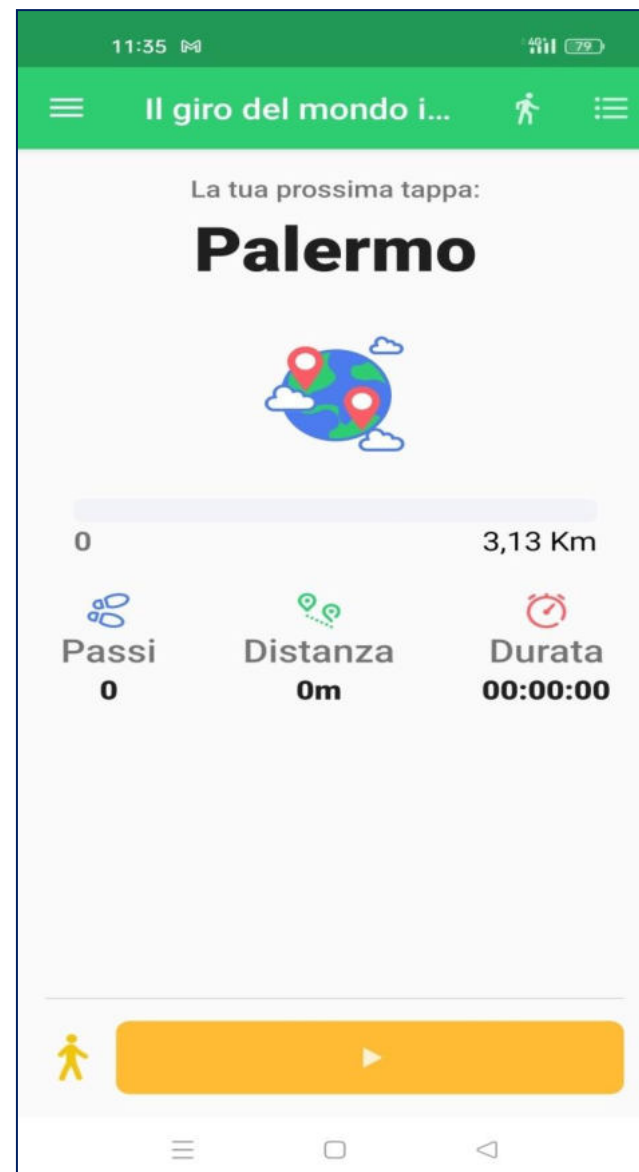 11:35 4G 79
Il giro del mondo i...
La tua prossima tappa:
Palermo
0 3,13 Km
Passi Distanza Durata
0 0m 00:00:00